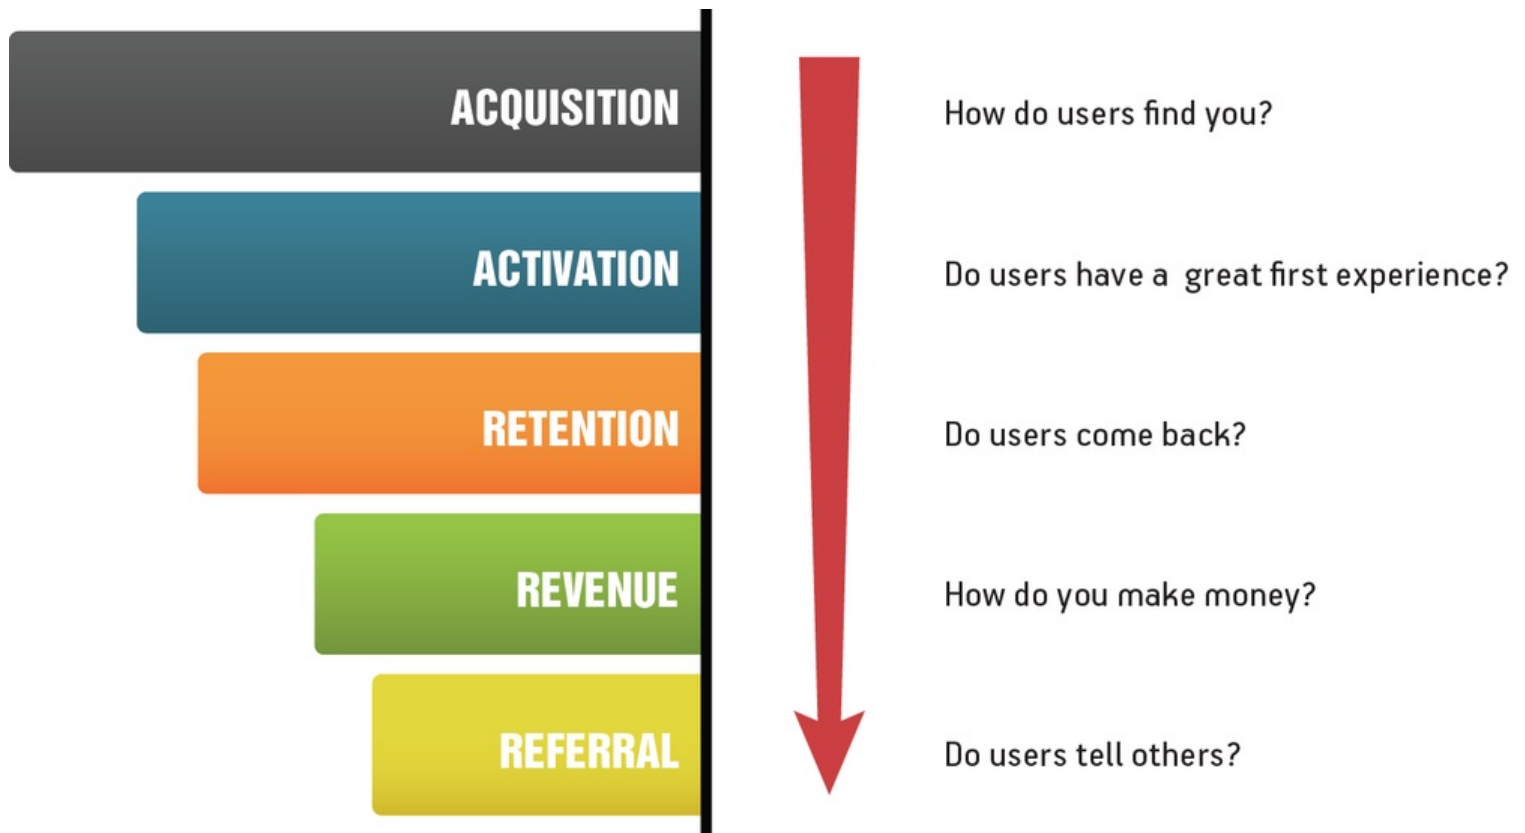 ACQUISITION
How do users find you?
ACTIVATION
Do users have a great first experience?
RETENTION
Do users come back?
REVENUE
How do you make money?
REFERRAL
Do users tell others?